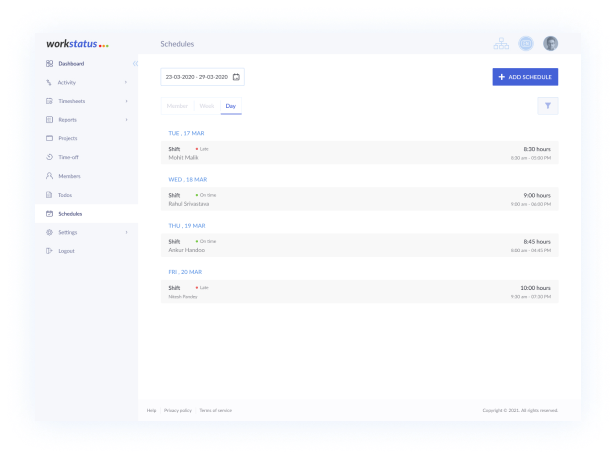 workstatus
Schedules
Dashboard
Activity
Timesheets
Reports
Projects
Time-off
Members
Todos
Schedules
Settings
Logout
23-03-2020 - 29-03-2020
+ ADD SCHEDULE
Member Week Day
TUE , 17 MAR
Shift Late 8:30 hours
Mohit Malik 8:30 am - 05:00 PM
WED , 18 MAR
Shift On time 9:00 hours
Rahul Srivastava 9:00 am - 06:00 PM
THU , 19 MAR
Shift On time 8:45 hours
Ankur Handoo 8:00 am - 04:45 PM
FRI , 20 MAR
Shift Late 10:00 hours
Nitesh Pandey 9:30 am - 07:30 PM
Help Privacy policy Terms of service Copyright © 2021. All rights reserved.